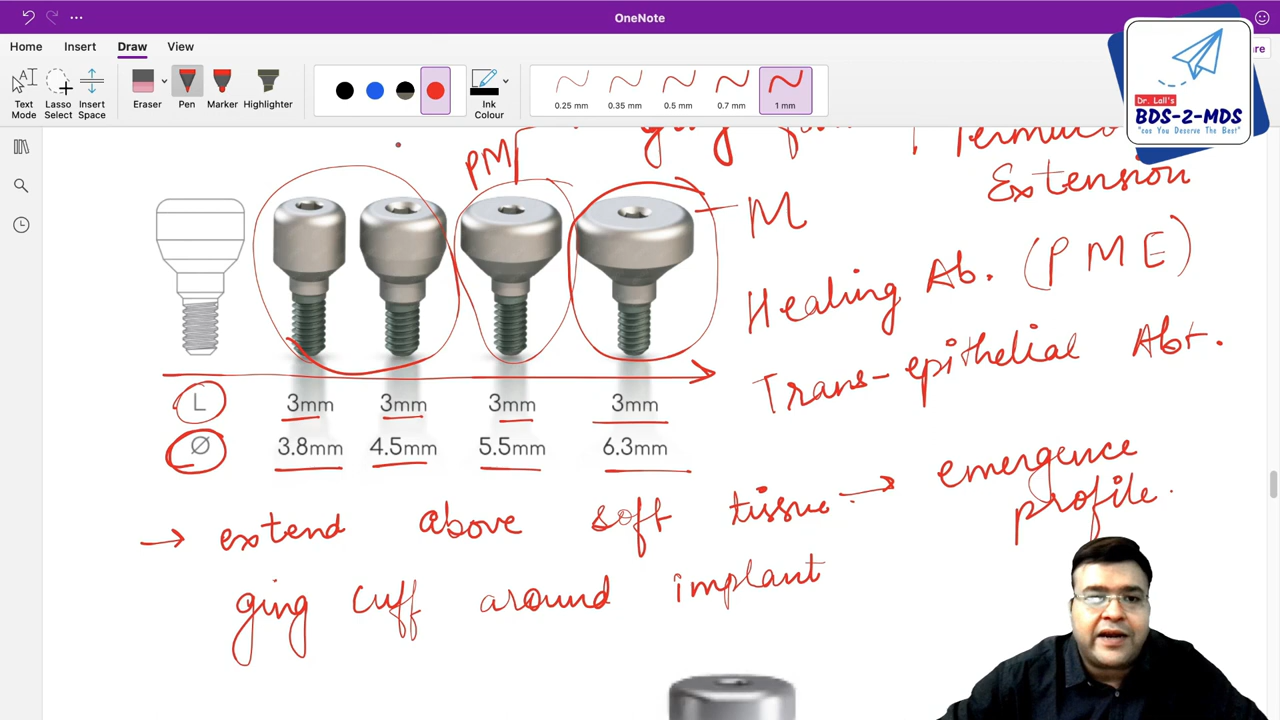 OneNote
Home Insert Draw View
Text Mode
Lasso Select
Insert Space
Eraser
Pen
Marker
Highlighter
Ink Colour
0.25 mm 0.35 mm 0.5 mm 0.7 mm 1 mm
Dr. Lall's
BDS-2-MDS
"cos You Deserve The Best"
PM
Extension
M
Healing Ab. (PME)
Trans-epithelial Abt.
L 3mm 3mm 3mm 3mm
Ø 3.8mm 4.5mm 5.5mm 6.3mm
→ extend above soft tissue → emergence profile.
ging cuff around implant